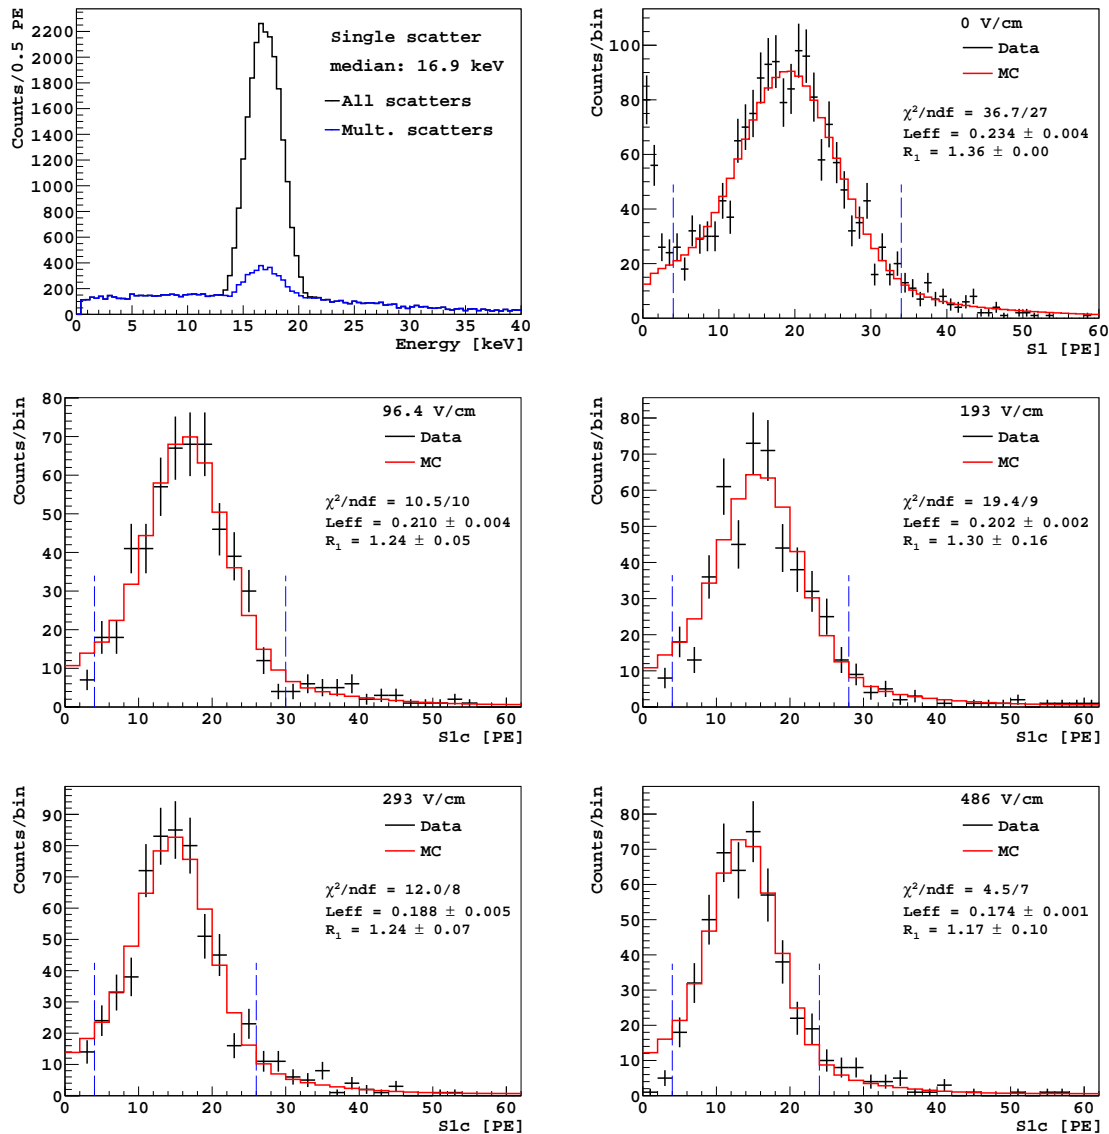 Counts/0.5 PE
2200
2000
1800
1600
1400
1200
1000
800
600
400
200
0
Single scatter
median: 16.9 keV
All scatters
Mult. scatters
0 5 10 15 20 25 30 35 40
Energy [keV]
Counts/bin
100
80
60
40
20
0
0 V/cm
Data
MC
χ²/ndf = 36.7/27
Leff = 0.234 ± 0.004
R₁ = 1.36 ± 0.00
0 10 20 30 40 50 60
S1 [PE]
Counts/bin
80
70
60
50
40
30
20
10
0
96.4 V/cm
Data
MC
χ²/ndf = 10.5/10
Leff = 0.210 ± 0.004
R₁ = 1.24 ± 0.05
0 10 20 30 40 50 60
S1c [PE]
Counts/bin
80
70
60
50
40
30
20
10
0
193 V/cm
Data
MC
χ²/ndf = 19.4/9
Leff = 0.202 ± 0.002
R₁ = 1.30 ± 0.16
0 10 20 30 40 50 60
S1c [PE]
Counts/bin
90
80
70
60
50
40
30
20
10
0
293 V/cm
Data
MC
χ²/ndf = 12.0/8
Leff = 0.188 ± 0.005
R₁ = 1.24 ± 0.07
0 10 20 30 40 50 60
S1c [PE]
Counts/bin
80
70
60
50
40
30
20
10
0
486 V/cm
Data
MC
χ²/ndf = 4.5/7
Leff = 0.174 ± 0.001
R₁ = 1.17 ± 0.10
0 10 20 30 40 50 60
S1c [PE]